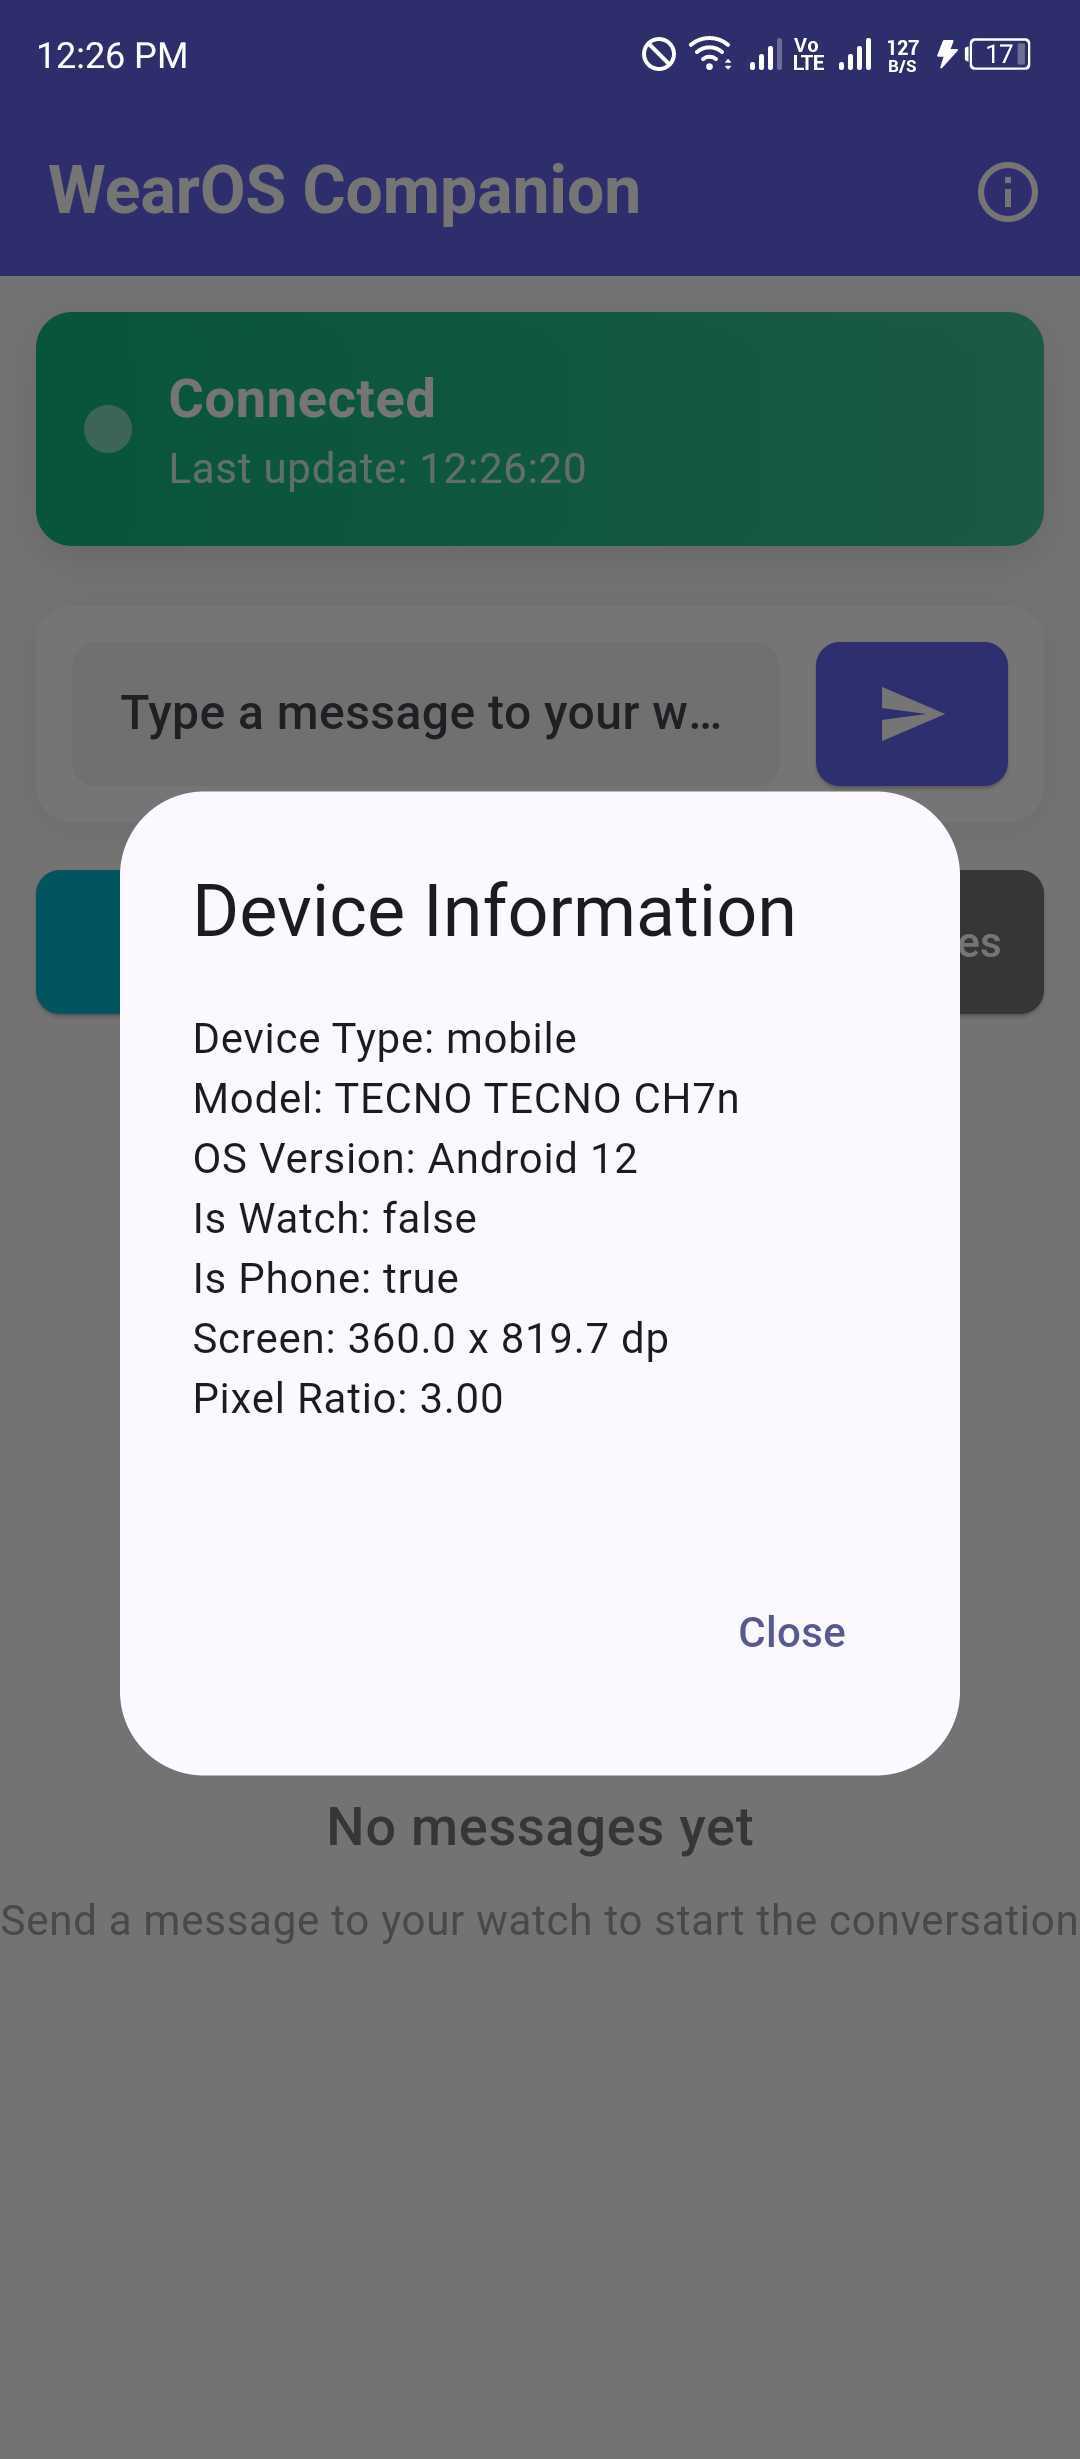 12:26 PM
Vo LTE
127 B/S
17
WearOS Companion
Connected
Last update: 12:26:20
Type a message to your w...
es
Device Information
Device Type: mobile
Model: TECNO TECNO CH7n
OS Version: Android 12
Is Watch: false
Is Phone: true
Screen: 360.0 x 819.7 dp
Pixel Ratio: 3.00
Close
No messages yet
Send a message to your watch to start the conversation